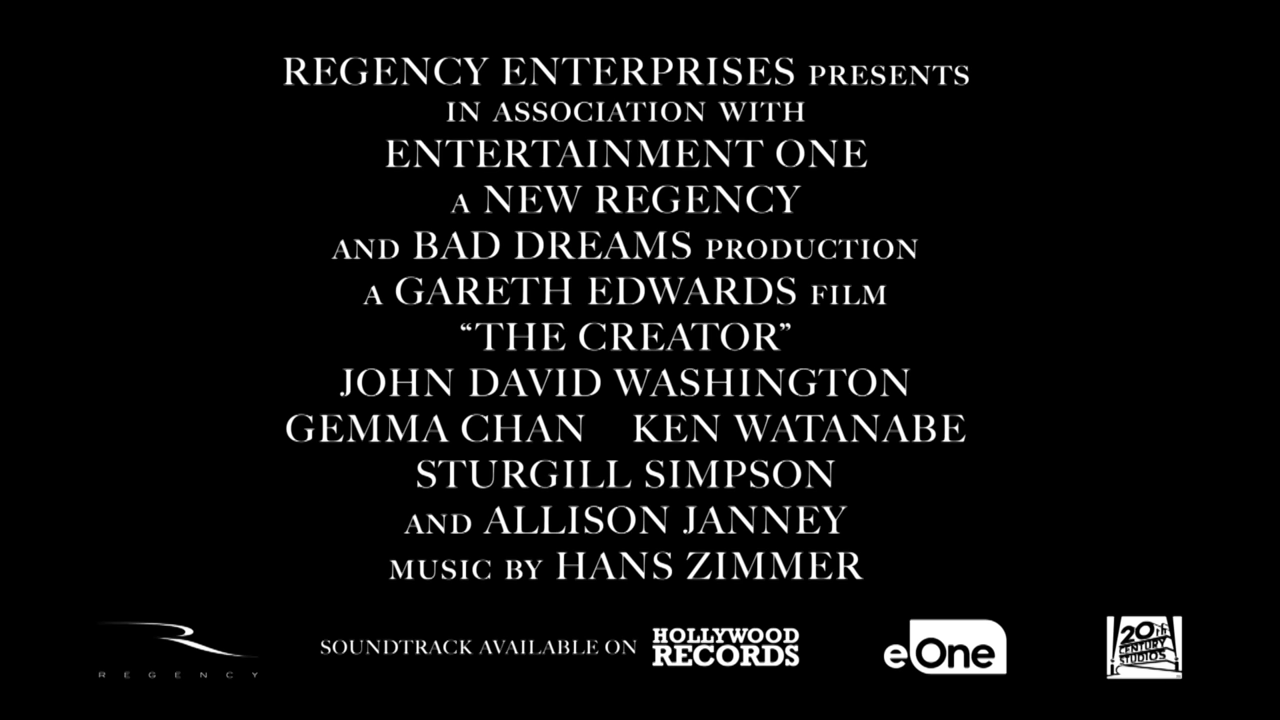 REGENCY ENTERPRISES PRESENTS
IN ASSOCIATION WITH
ENTERTAINMENT ONE
A NEW REGENCY
AND BAD DREAMS PRODUCTION
A GARETH EDWARDS FILM
“THE CREATOR”
JOHN DAVID WASHINGTON
GEMMA CHAN KEN WATANABE
STURGILL SIMPSON
AND ALLISON JANNEY
MUSIC BY HANS ZIMMER
REGENCY
SOUNDTRACK AVAILABLE ON
HOLLYWOOD
RECORDS
eOne
20th
CENTURY
STUDIOS